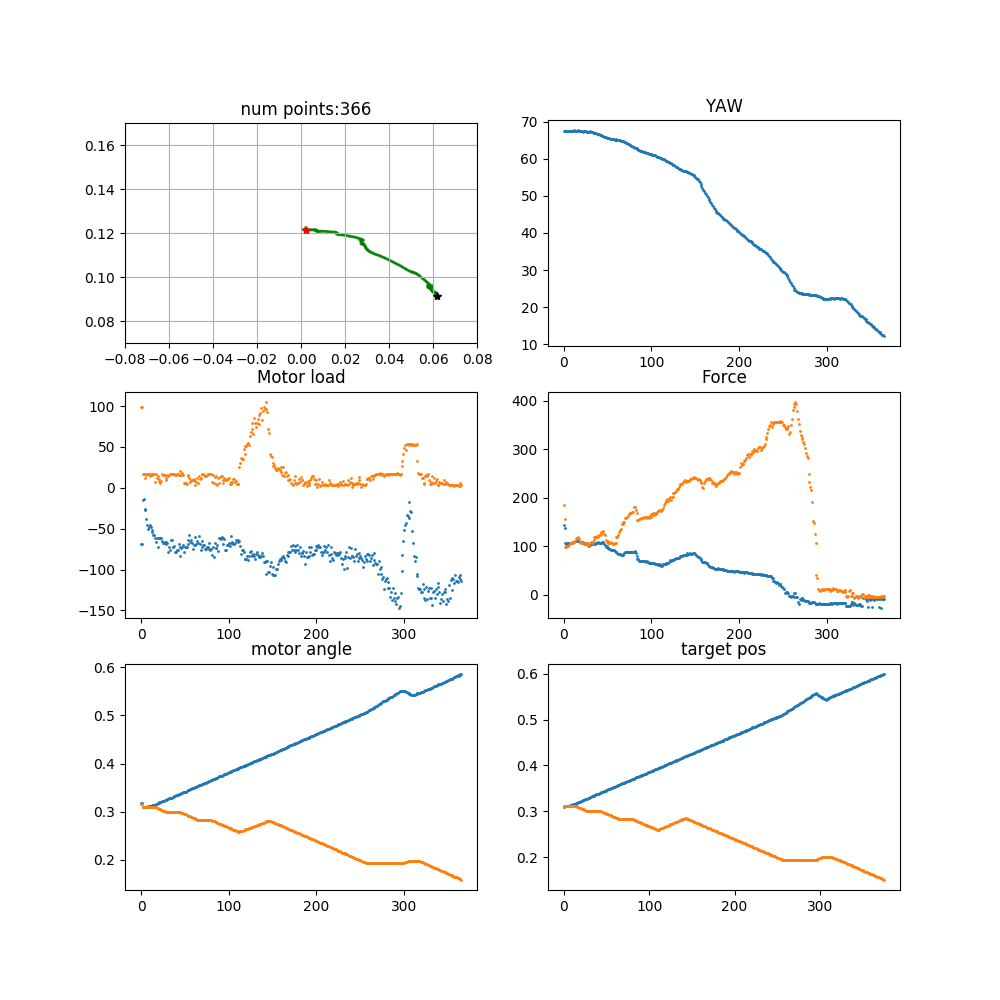 num points:366
YAW
0.16
0.14
0.12
0.10
0.08
−0.08 −0.06 −0.04 −0.02 0.00 0.02 0.04 0.06 0.08
70
60
50
40
30
20
10
0 100 200 300
Motor load
Force
100
50
0
−50
−100
−150
0 100 200 300
400
300
200
100
0
0 100 200 300
motor angle
target pos
0.6
0.5
0.4
0.3
0.2
0 100 200 300
0.6
0.5
0.4
0.3
0.2
0 100 200 300